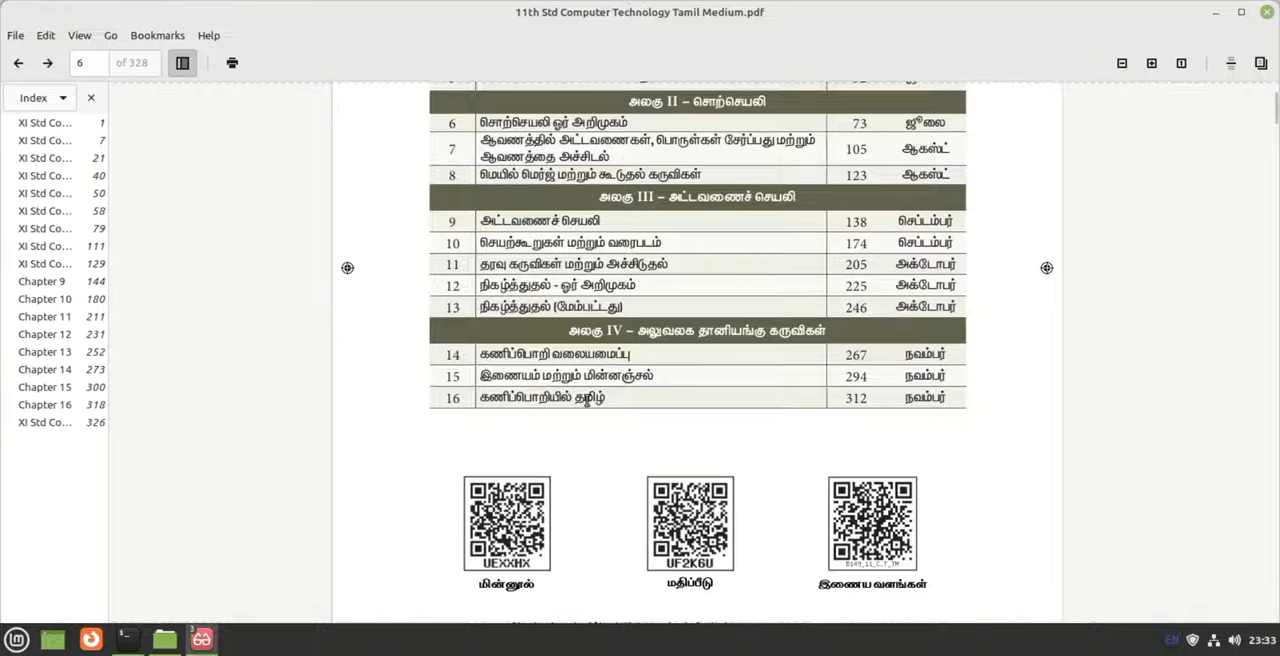 11th Std Computer Technology Tamil Medium.pdf
File Edit View Go Bookmarks Help
6 of 328
Index
XI Std Co... 1
XI Std Co... 7
XI Std Co... 21
XI Std Co... 40
XI Std Co... 50
XI Std Co... 58
XI Std Co... 79
XI Std Co... 111
XI Std Co... 129
Chapter 9 144
Chapter 10 180
Chapter 11 211
Chapter 12 231
Chapter 13 252
Chapter 14 273
Chapter 15 300
Chapter 16 318
XI Std Co... 326
அலகு II – சொற்செயலி
6 சொற்செயலி ஓர் அறிமுகம் 73 ஜூலை
7 ஆவணத்தில் அட்டவணைகள், பொருள்கள் சேர்ப்பது மற்றும் ஆவணத்தை அச்சிடல் 105 ஆகஸ்ட்
8 மெயில் மெர்ஜ் மற்றும் கூடுதல் கருவிகள் 123 ஆகஸ்ட்
அலகு III – அட்டவணைச் செயலி
9 அட்டவணைச் செயலி 138 செப்டம்பர்
10 செயற்கூறுகள் மற்றும் வரைபடம் 174 செப்டம்பர்
11 தரவு கருவிகள் மற்றும் அச்சிடுதல் 205 அக்டோபர்
12 நிகழ்த்துதல் - ஓர் அறிமுகம் 225 அக்டோபர்
13 நிகழ்த்துதல் (மேம்பட்டது) 246 அக்டோபர்
அலகு IV – அலுவலக தானியங்கு கருவிகள்
14 கணிப்பொறி வலையமைப்பு 267 நவம்பர்
15 இணையம் மற்றும் மின்னஞ்சல் 294 நவம்பர்
16 கணிப்பொறியில் தமிழ் 312 நவம்பர்
UEXXHX UF2K6U B149_11_C.T_TM
மின்னூல் மதிப்பீடு இணைய வளங்கள்
EN 23:33